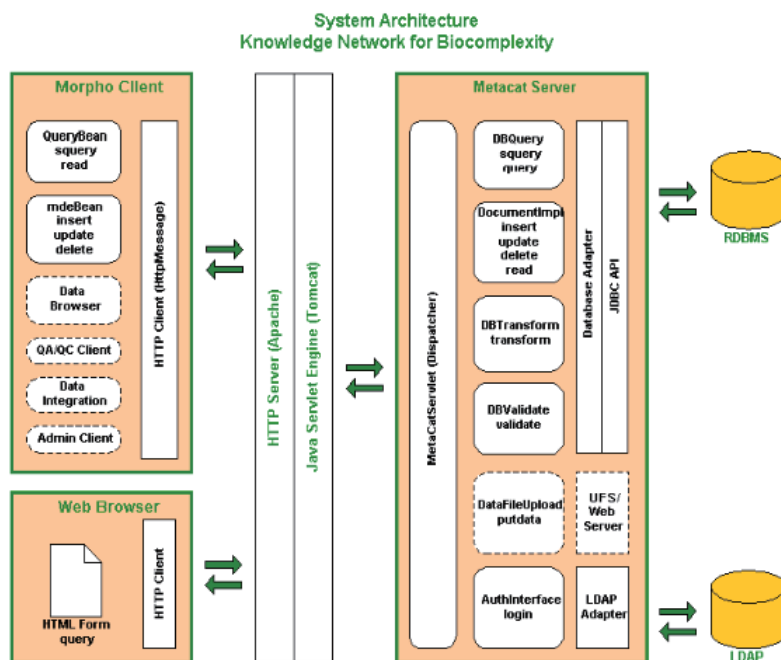 System Architecture
Knowledge Network for Biocomplexity
Morpho Client
QueryBean
squery
read
mdeBean
insert
update
delete
Data
Browser
QA/QC Client
Data
Integration
Admin Client
HTTP Client (HttpMessage)
Web Browser
HTML Form
query
HTTP Client
HTTP Server (Apache)
Java Servlet Engine (Tomcat)
Metacat Server
MetaCatServlet (Dispatcher)
DBQuery
squery
query
DocumentImpl
insert
update
delete
read
DBTransform
transform
DBValidate
validate
DataFileUpload
putdata
AuthInterface
login
Database Adapter
JDBC API
UFS/
Web
Server
LDAP
Adapter
RDBMS
LDAP